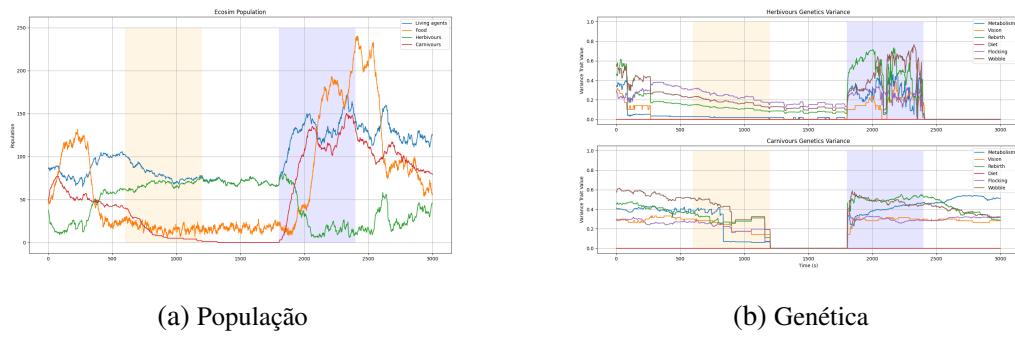 Ecosim Population
Population
250
200
150
100
50
0
0
500
1000
1500
2000
2500
3000
Living agents
Food
Herbivours
Carnivours
(a) População
Herbivours Genetics Variance
Variance Trait Value
1.0
0.8
0.6
0.4
0.2
0.0
0
500
1000
1500
2000
2500
3000
Metabolism
Vision
Rebirth
Diet
Flocking
Wobble
Carnivours Genetics Variance
Variance Trait Value
1.0
0.8
0.6
0.4
0.2
0.0
0
500
1000
1500
2000
2500
3000
Time (s)
Metabolism
Vision
Rebirth
Diet
Flocking
Wobble
(b) Genética